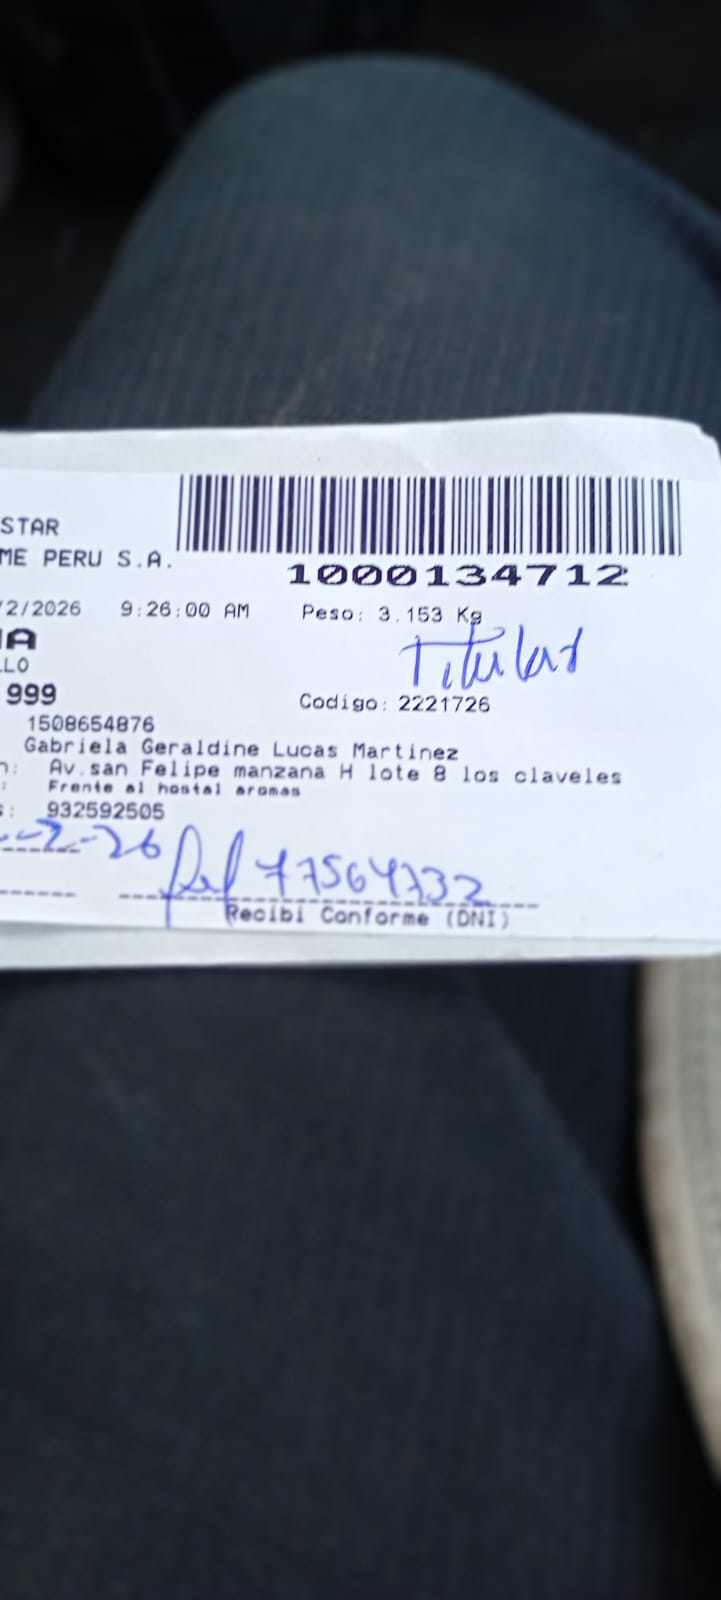 STAR
ME PERU S.A.
1000134712
/2/2026 9:26:00 AM Peso: 3.153 Kg
Titular
LLO
999 Codigo: 2221726
1508654876
Gabriela Geraldine Lucas Martinez
Av.san Felipe manzana H lote 8 los claveles
Frente al hostal aromas
932592505
-2-26 77564732
Recibi Conforme (DNI)